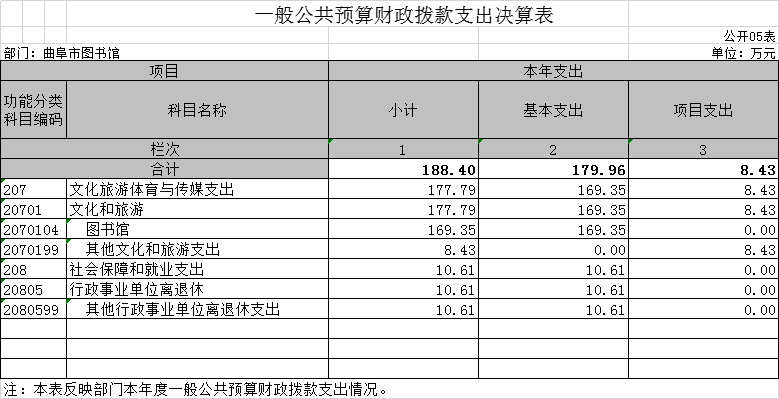 一般公共预算财政拨款支出决算表
公开05表
部门：曲阜市图书馆 单位：万元
项目 本年支出
功能分类科目编码 科目名称 小计 基本支出 项目支出
栏次 1 2 3
合计 188.40 179.96 8.43
207 文化旅游体育与传媒支出 177.79 169.35 8.43
20701 文化和旅游 177.79 169.35 8.43
2070104 图书馆 169.35 169.35 0.00
2070199 其他文化和旅游支出 8.43 0.00 8.43
208 社会保障和就业支出 10.61 10.61 0.00
20805 行政事业单位离退休 10.61 10.61 0.00
2080599 其他行政事业单位离退休支出 10.61 10.61 0.00
注：本表反映部门本年度一般公共预算财政拨款支出情况。